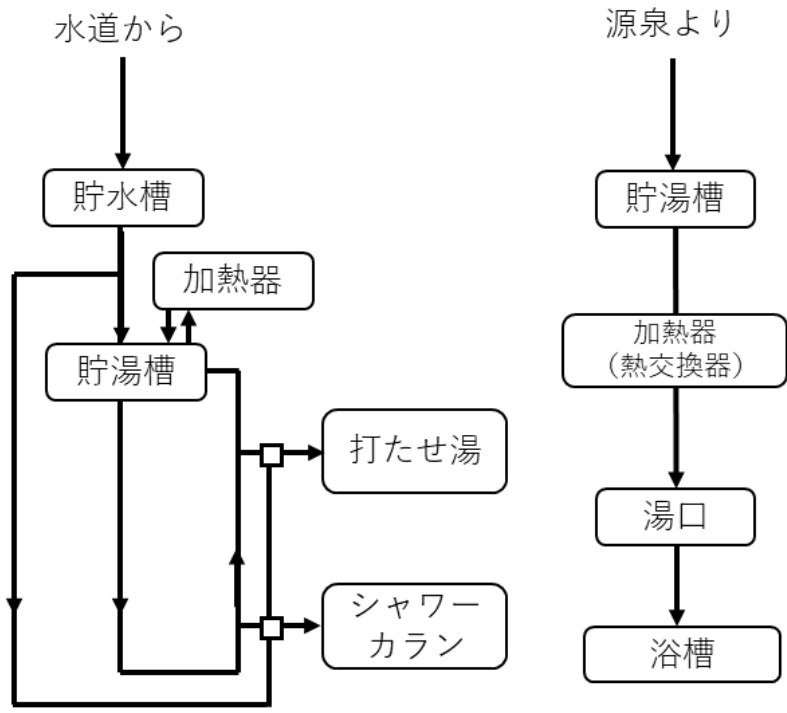 水道から
貯水槽
加熱器
貯湯槽
打たせ湯
シャワー
カラン
源泉より
貯湯槽
加熱器
（熱交換器）
湯口
浴槽